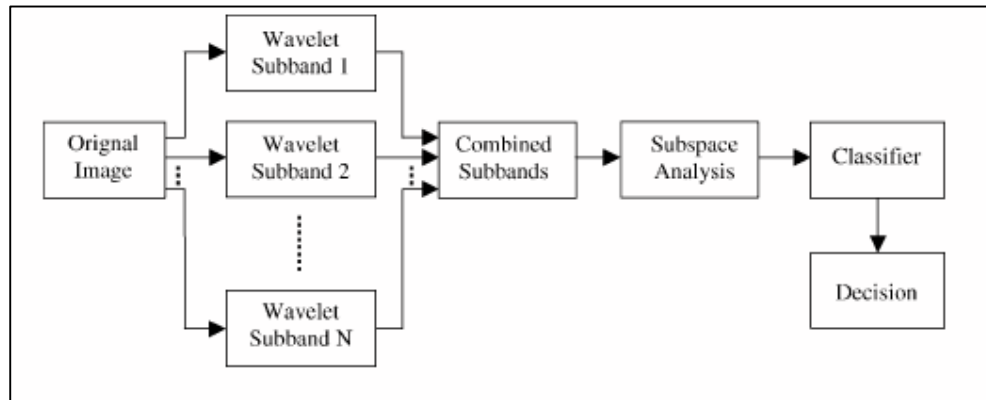 Wavelet
Subband 1
Orignal
Image
Wavelet
Subband 2
Combined
Subbands
Subspace
Analysis
Classifier
Wavelet
Subband N
Decision